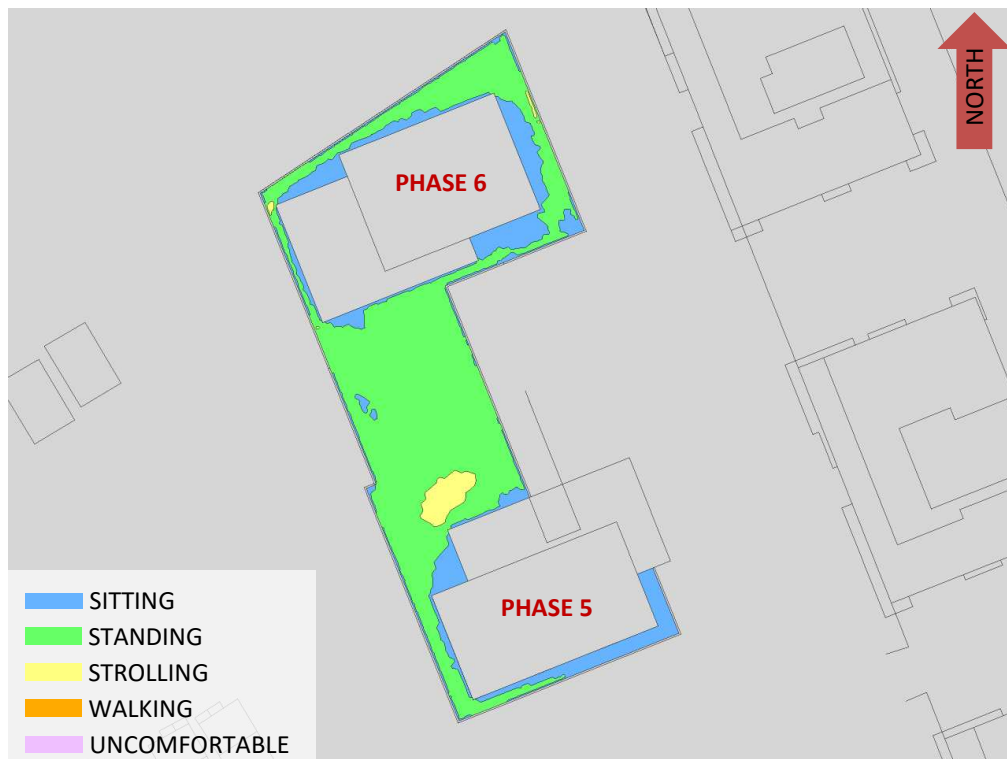 NORTH
PHASE 6
PHASE 5
SITTING
STANDING
STROLLING
WALKING
UNCOMFORTABLE